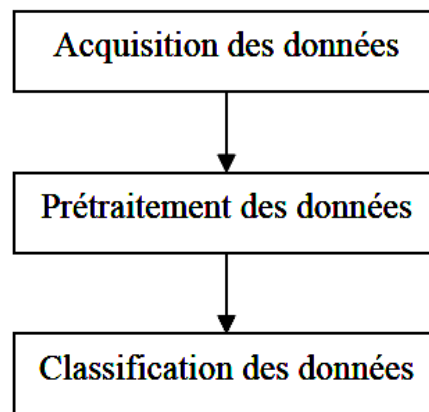 Acquisition des données
Prétraitement des données
Classification des données